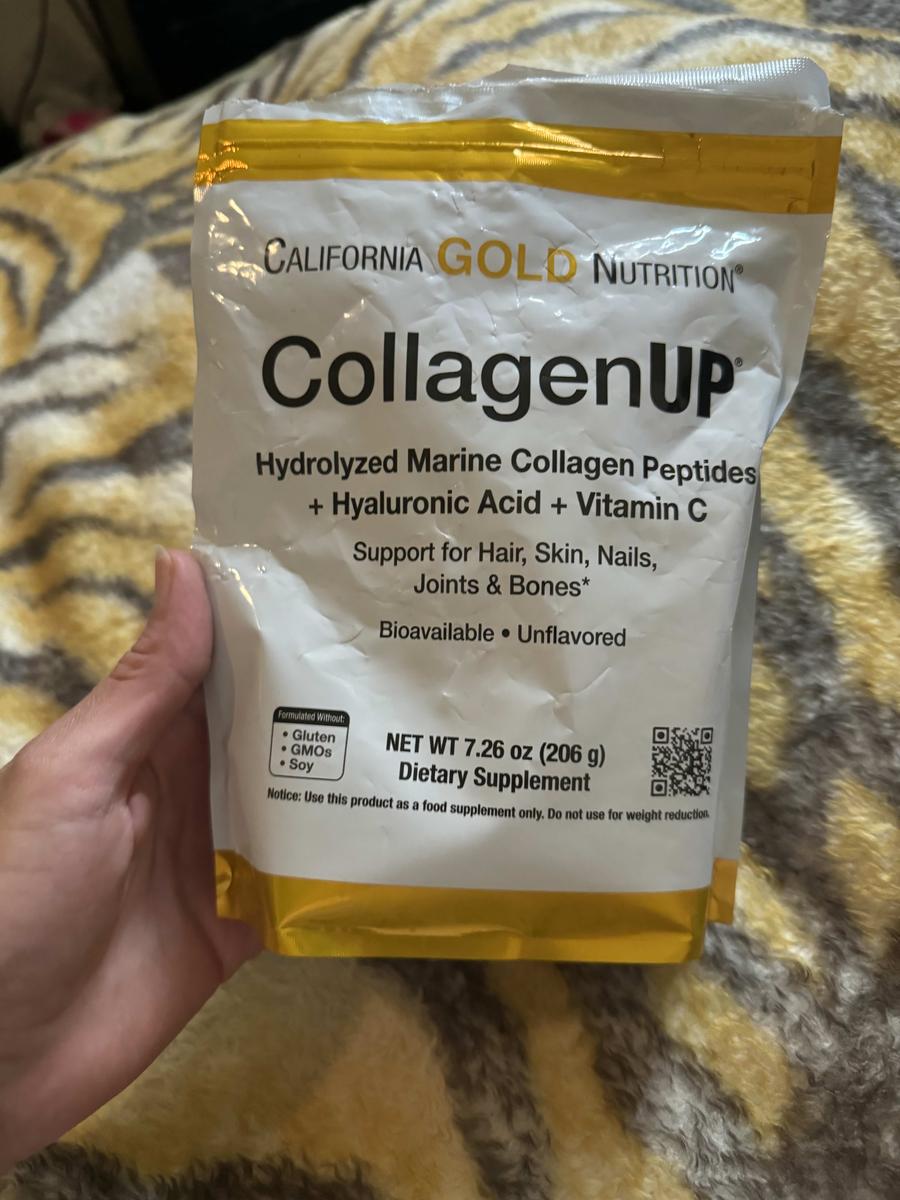 CALIFORNIA GOLD NUTRITION®
CollagenUP®
Hydrolyzed Marine Collagen Peptides
+ Hyaluronic Acid + Vitamin C
Support for Hair, Skin, Nails,
Joints & Bones*
Bioavailable • Unflavored
Formulated Without:
• Gluten
• GMOs
• Soy
NET WT 7.26 oz (206 g)
Dietary Supplement
Notice: Use this product as a food supplement only. Do not use for weight reduction.